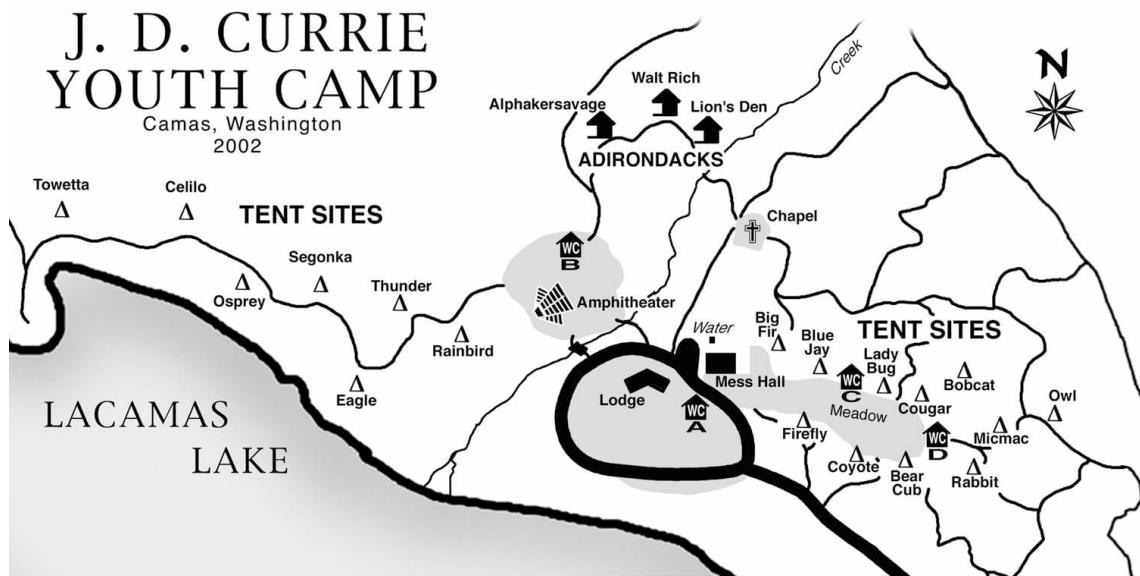 J. D. CURRIE
YOUTH CAMP
Camas, Washington
2002
N
Creek
Walt Rich
Alphakersavage
Lion's Den
ADIRONDACKS
Towetta
Celilo
TENT SITES
Chapel
WC
B
Segonka
Osprey
Thunder
Amphitheater
Rainbird
Eagle
Water
Big
Fir
Blue
Jay
TENT SITES
Lady
Bug
Bobcat
Mess Hall
WC
C
Lodge
WC
A
Meadow
Cougar
Owl
Firefly
WC
D
Micmac
Coyote
Bear
Cub
Rabbit
LACAMAS
LAKE